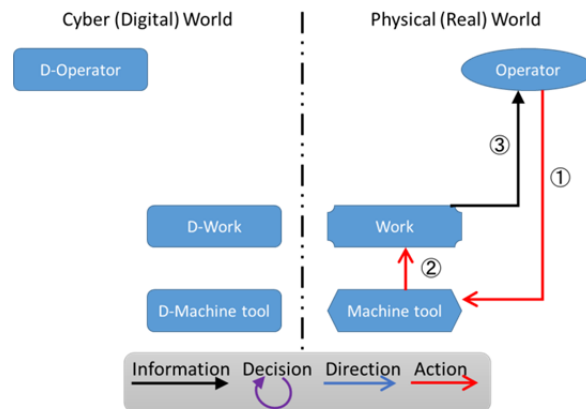 Cyber (Digital) World
Physical (Real) World
D-Operator
Operator
③
①
D-Work
Work
②
D-Machine tool
Machine tool
Information Decision Direction Action